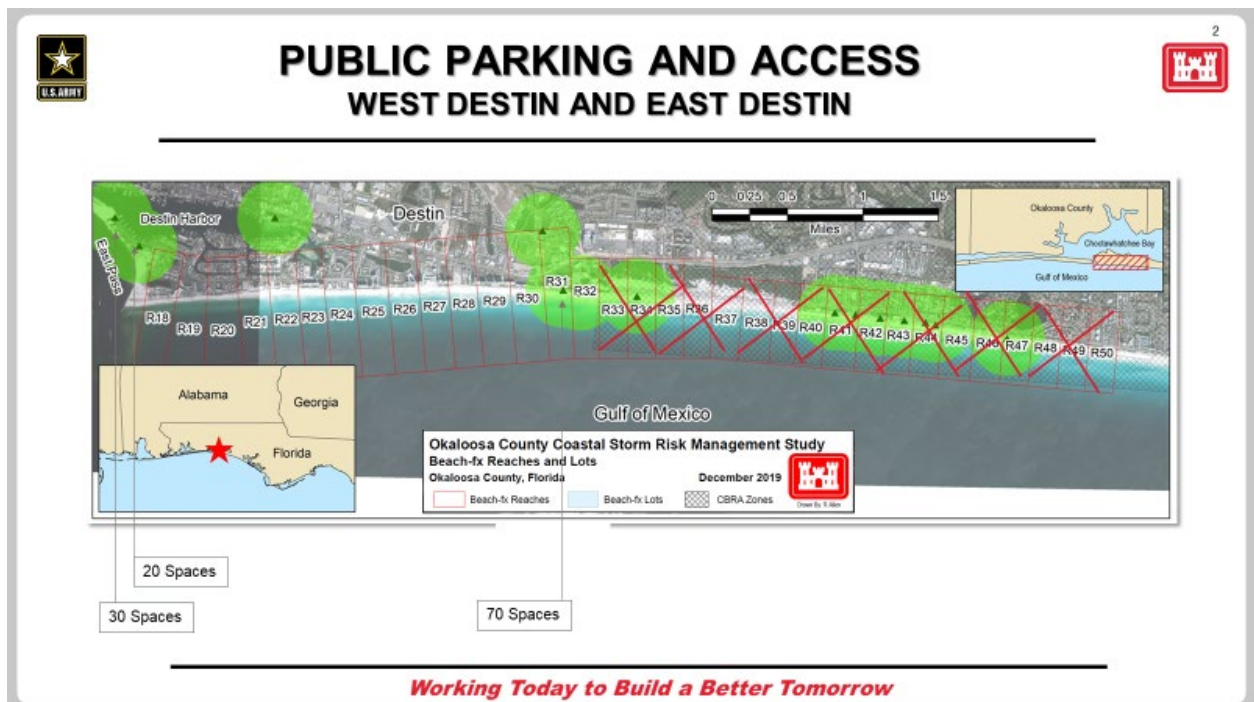 2
U.S.ARMY
PUBLIC PARKING AND ACCESS
WEST DESTIN AND EAST DESTIN
Destin Harbor
Destin
East Pass
0 0.25 0.5 1 1.5
Miles
Okaloosa County
Choctawhatchee Bay
Gulf of Mexico
R18 R19 R20 R21 R22 R23 R24 R25 R26 R27 R28 R29 R30 R31 R32 R33 R34 R35 R36 R37 R38 R39 R40 R41 R42 R43 R44 R45 R46 R47 R48 R49 R50
Alabama
Georgia
Florida
Gulf of Mexico
Okaloosa County Coastal Storm Risk Management Study
Beach-fx Reaches and Lots
Okaloosa County, Florida December 2019
Beach-fx Reaches Beach-fx Lots CBRA Zones
Drawn By: R Allen
20 Spaces
30 Spaces
70 Spaces
Working Today to Build a Better Tomorrow